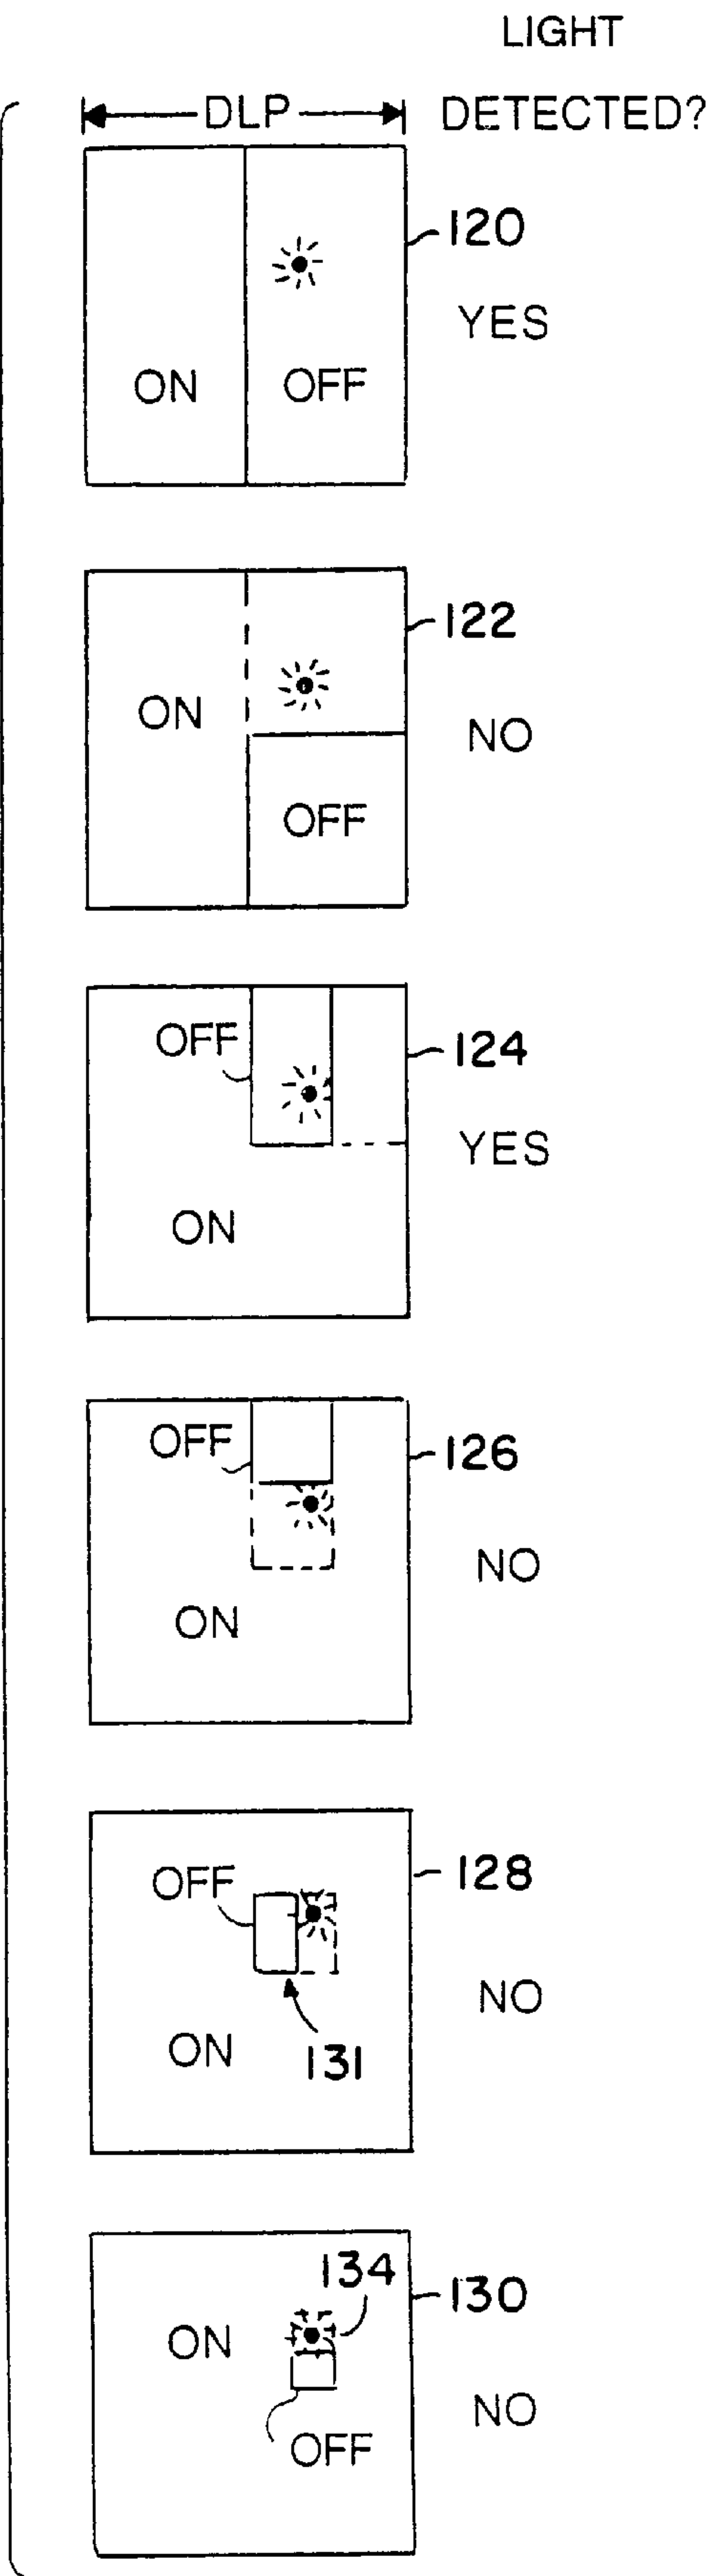 LIGHT
DLP DETECTED?
120
YES
ON OFF
122
ON
NO
OFF
OFF
124
YES
ON
OFF
126
NO
ON
OFF
128
NO
ON
131
134
130
ON
NO
OFF